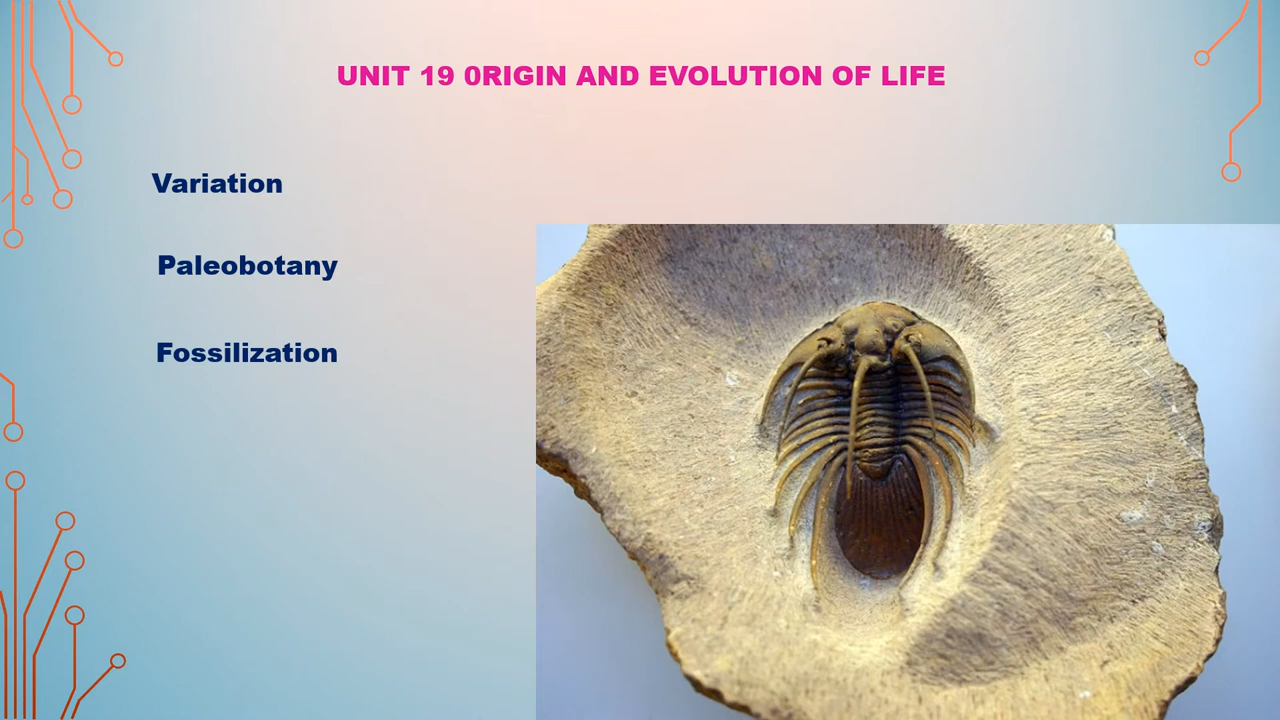 UNIT 19 0RIGIN AND EVOLUTION OF LIFE
Variation
Paleobotany
Fossilization